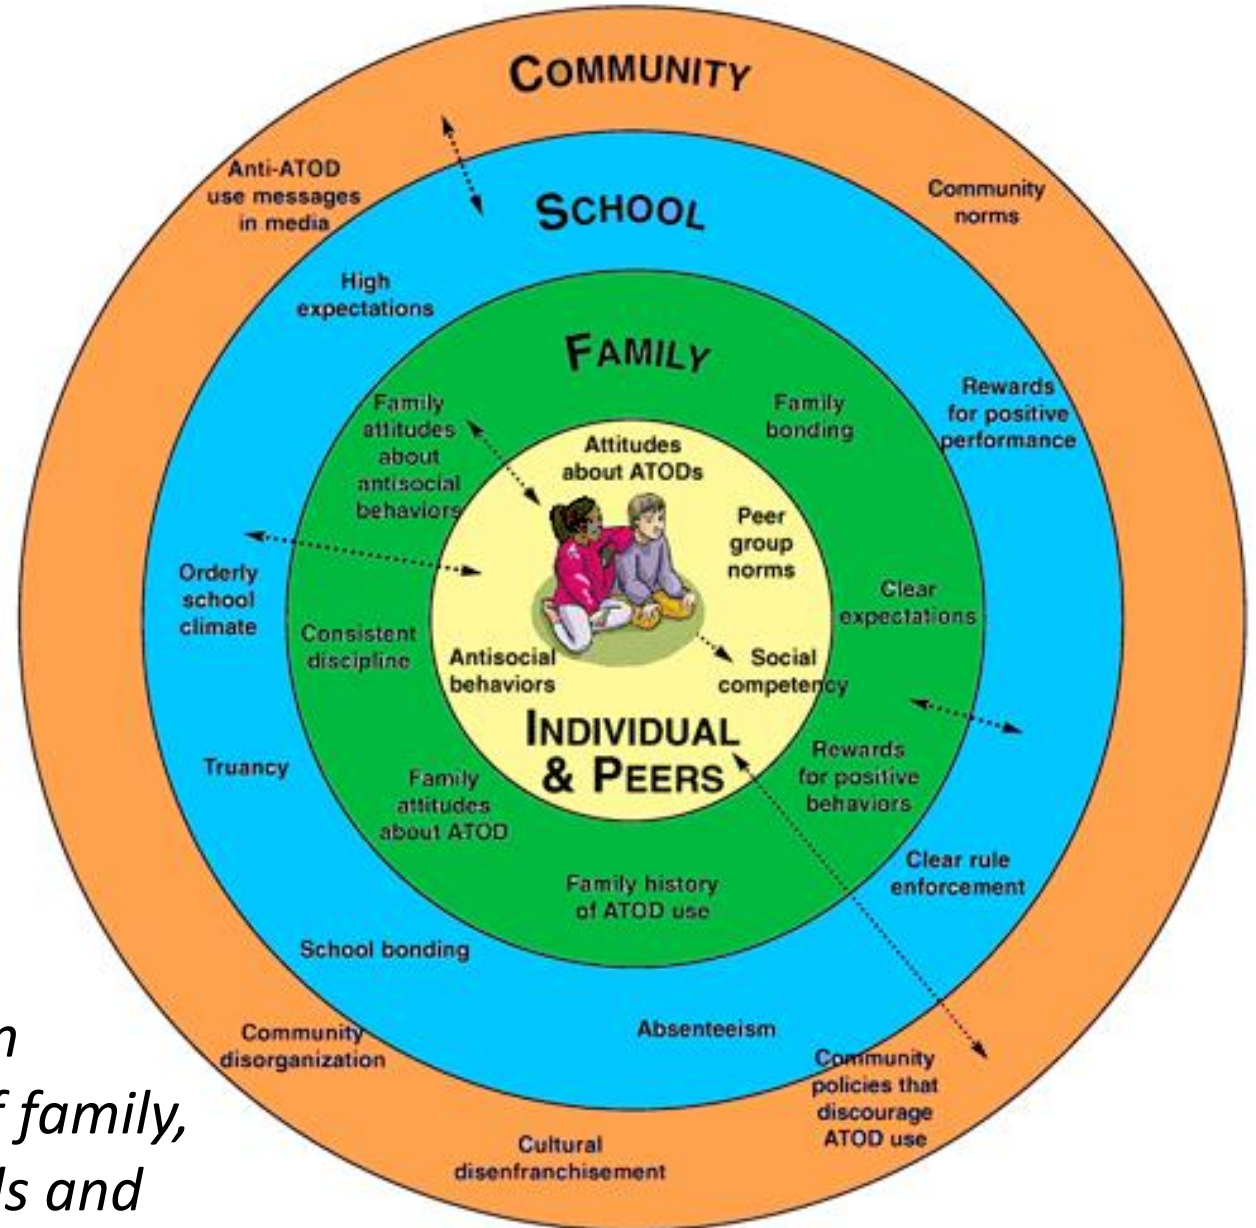 COMMUNITY
Anti-ATOD
use messages
in media
Community
norms
SCHOOL
High
expectations
Rewards
for positive
performance
FAMILY
Family
attitudes
about
antisocial
behaviors
Family
bonding
Attitudes
about ATODs
Peer
group
norms
Orderly
school
climate
Consistent
discipline
Clear
expectations
Antisocial
behaviors
Social
competency
INDIVIDUAL
& PEERS
Truancy
Family
attitudes
about ATOD
Rewards
for positive
behaviors
Family history
of ATOD use
Clear rule
enforcement
School bonding
Absenteeism
Community
disorganization
Community
policies that
discourage
ATOD use
Cultural
disenfranchisement
family,
and